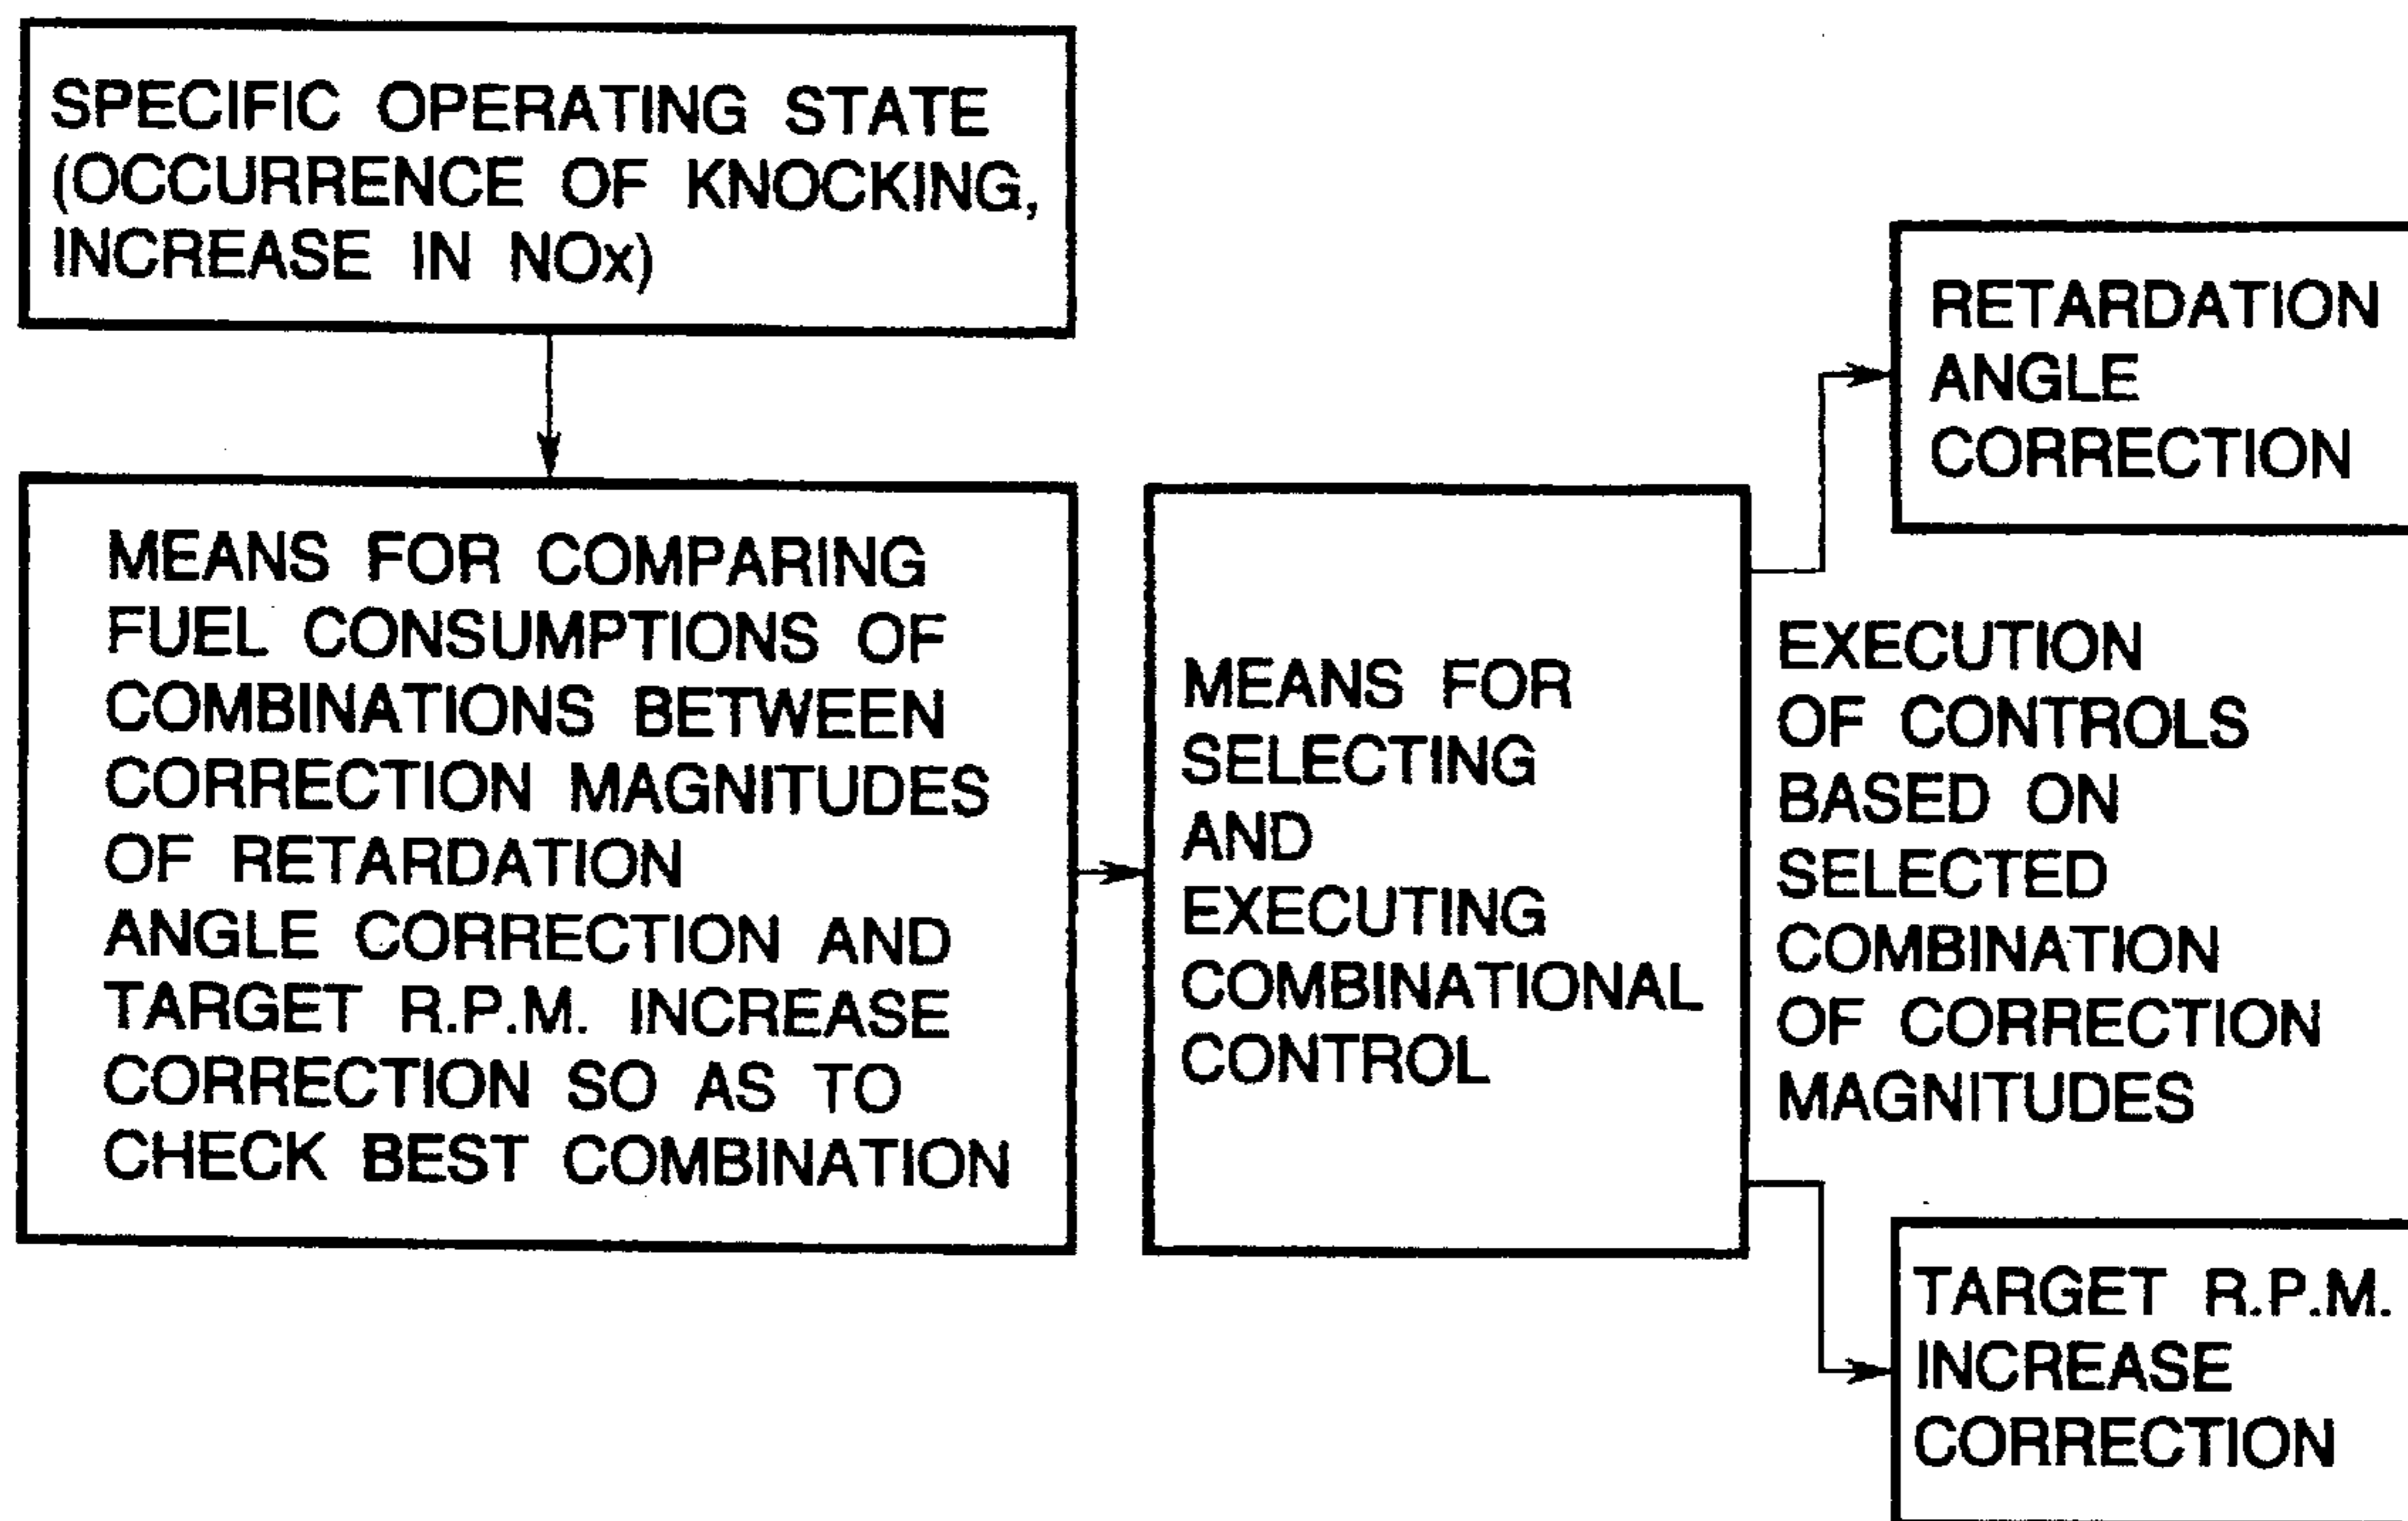 SPECIFIC OPERATING STATE
(OCCURRENCE OF KNOCKING,
INCREASE IN NOx)
MEANS FOR COMPARING
FUEL CONSUMPTIONS OF
COMBINATIONS BETWEEN
CORRECTION MAGNITUDES
OF RETARDATION
ANGLE CORRECTION AND
TARGET R.P.M. INCREASE
CORRECTION SO AS TO
CHECK BEST COMBINATION
MEANS FOR
SELECTING
AND
EXECUTING
COMBINATIONAL
CONTROL
RETARDATION
ANGLE
CORRECTION
EXECUTION
OF CONTROLS
BASED ON
SELECTED
COMBINATION
OF CORRECTION
MAGNITUDES
TARGET R.P.M.
INCREASE
CORRECTION